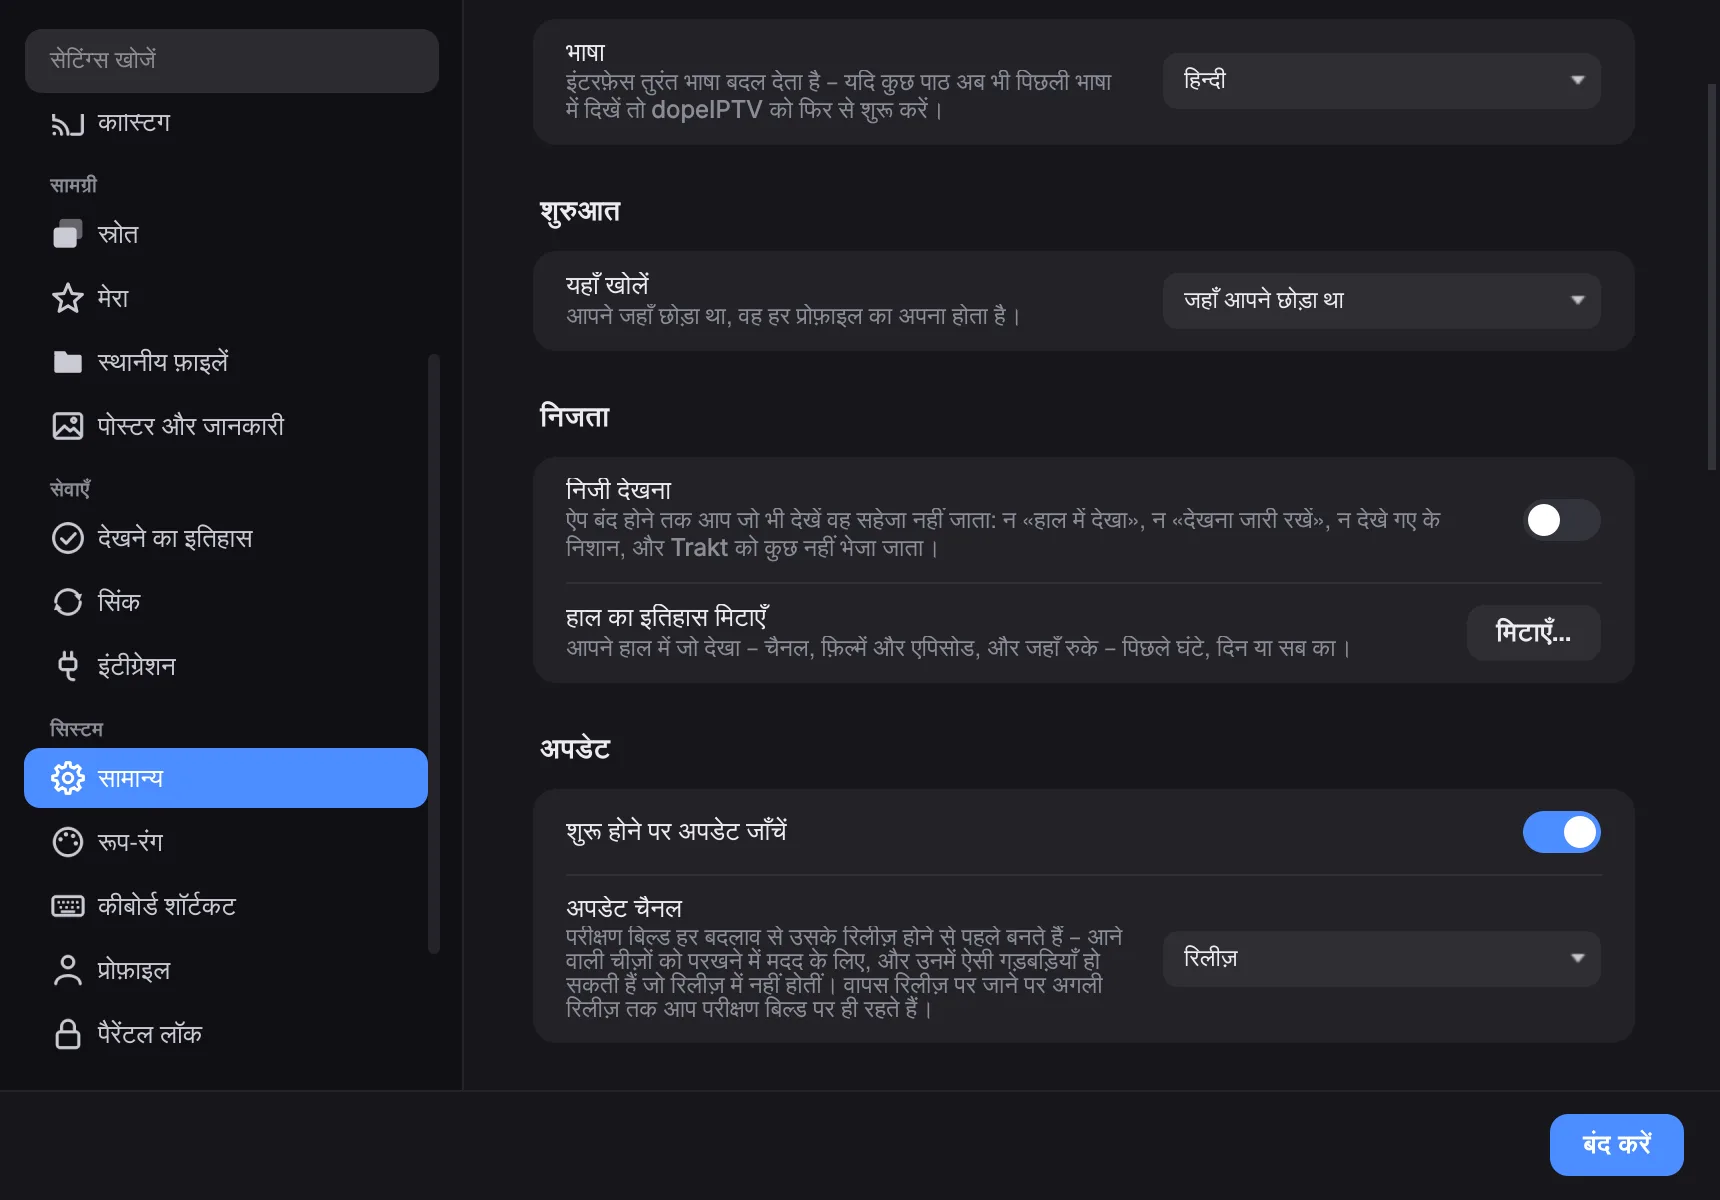 सेटिंग्स खोजें
कास्टिंग
सामग्री
स्रोत
मेरा
स्थानीय फ़ाइलें
पोस्टर और जानकारी
सेवाएँ
देखने का इतिहास
सिंक
इंटीग्रेशन
सिस्टम
सामान्य
रूप-रंग
कीबोर्ड शॉर्टकट
प्रोफ़ाइल
पैरेंटल लॉक
भाषा
इंटरफ़ेस तुरंत भाषा बदल देता है – यदि कुछ पाठ अब भी पिछली भाषा
में दिखें तो dopeIPTV को फिर से शुरू करें।
हिन्दी
शुरुआत
यहाँ खोलें
आपने जहाँ छोड़ा था, वह हर प्रोफ़ाइल का अपना होता है।
जहाँ आपने छोड़ा था
निजता
निजी देखना
ऐप बंद होने तक आप जो भी देखें वह सहेजा नहीं जाता: न «हाल में देखा», न «देखना जारी रखें», न देखे गए के
निशान, और Trakt को कुछ नहीं भेजा जाता।
हाल का इतिहास मिटाएँ
आपने हाल में जो देखा – चैनल, फ़िल्में और एपिसोड, और जहाँ रुके – पिछले घंटे, दिन या सब का।
मिटाएँ...
अपडेट
शुरू होने पर अपडेट जाँचें
अपडेट चैनल
परीक्षण बिल्ड हर बदलाव से उसके रिलीज़ होने से पहले बनते हैं – आने
वाली चीज़ों को परखने में मदद के लिए, और उनमें ऐसी गड़बड़ियाँ हो
सकती हैं जो रिलीज़ में नहीं होतीं। वापस रिलीज़ पर जाने पर अगली
रिलीज़ तक आप परीक्षण बिल्ड पर ही रहते हैं।
रिलीज़
बंद करें